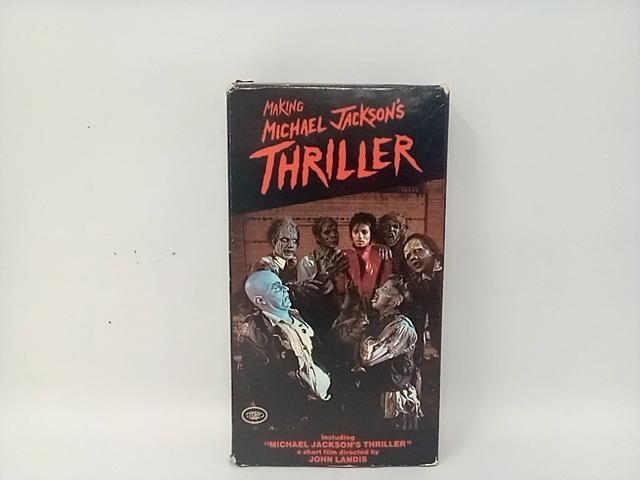 MAKING
MICHAEL JACKSON'S
THRILLER
Including
"MICHAEL JACKSON'S THRILLER"
a short film directed by
JOHN LANDIS